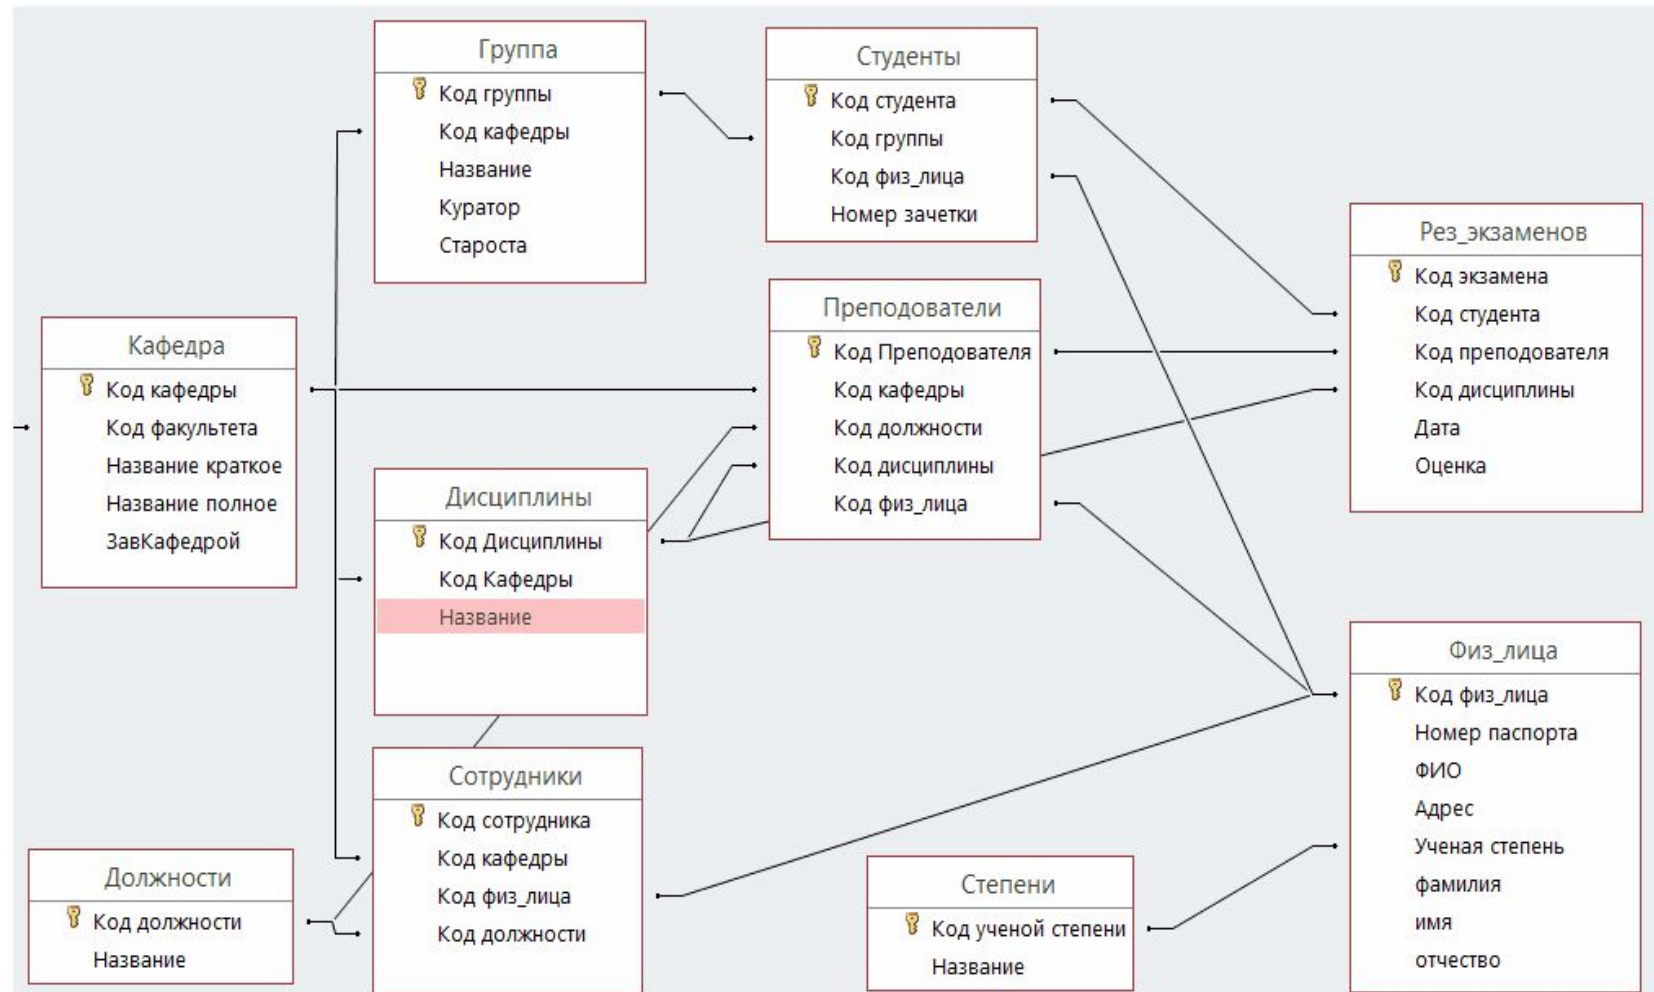 Группа
Код группы
Код кафедры
Название
Куратор
Староста
Студенты
Код студента
Код группы
Код физ_лица
Номер зачетки
Рез_экзаменов
Код экзамена
Код студента
Код преподователя
Код дисциплины
Дата
Оценка
Преподователи
Код Преподователя
Код кафедры
Код должности
Код дисциплины
Код физ_лица
Кафедра
Код кафедры
Код факультета
Название краткое
Название полное
ЗавКафедрой
Дисциплины
Код Дисциплины
Код Кафедры
Название
Физ_лица
Код физ_лица
Номер паспорта
ФИО
Адрес
Ученая степень
фамилия
имя
отчество
Сотрудники
Код сотрудника
Код кафедры
Код физ_лица
Код должности
Должности
Код должности
Название
Степени
Код ученой степени
Название